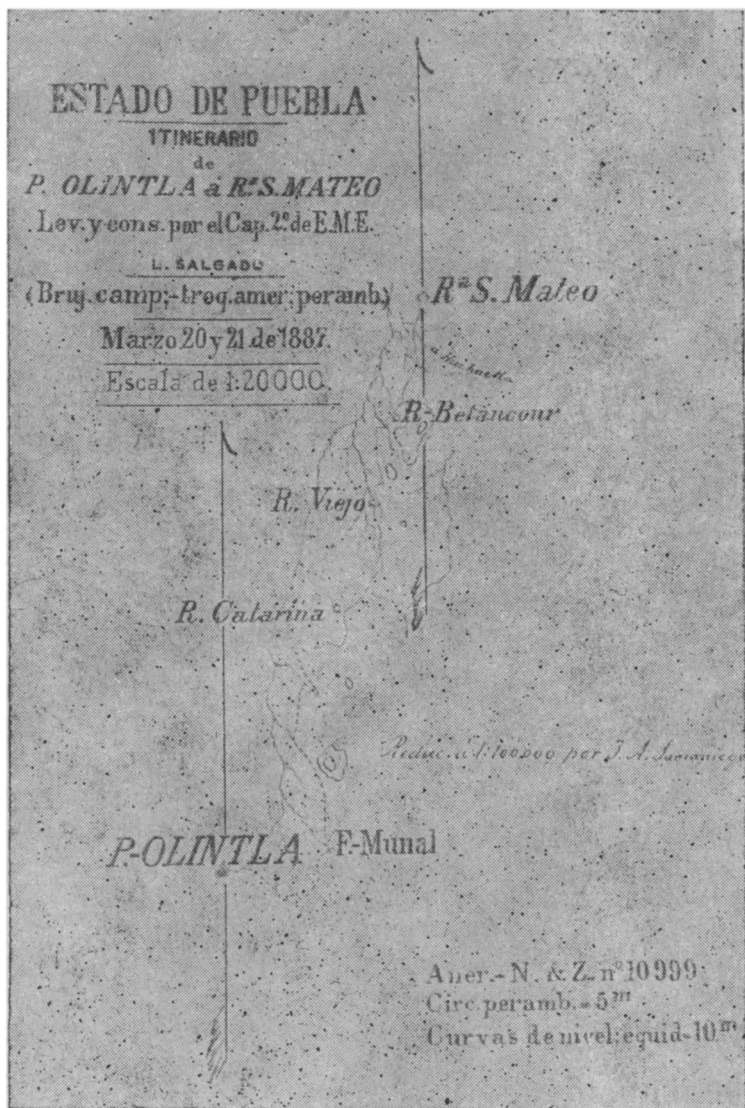 ESTADO DE PUEBLA
ITINERARIO
de
P. OLINTLA á Rª S. MATEO
Lev. y cons. por el Cap. 2º de E.M.E.
L. SALGADO
(Bruj. camp;-troq. amer; peramb.)
Marzo 20 y 21 de 1887.
Escala de 1:20000.
Rª S. Mateo
á
R-Betancour
R. Viejo
R. Catarina
Reduc. á 1:100000 por J. A.
P-OLINTLA
F-Munal
Aner.- N. & Z. nº 10999
Circ. peramb.-5m
Curvas de nivel; equid-10m